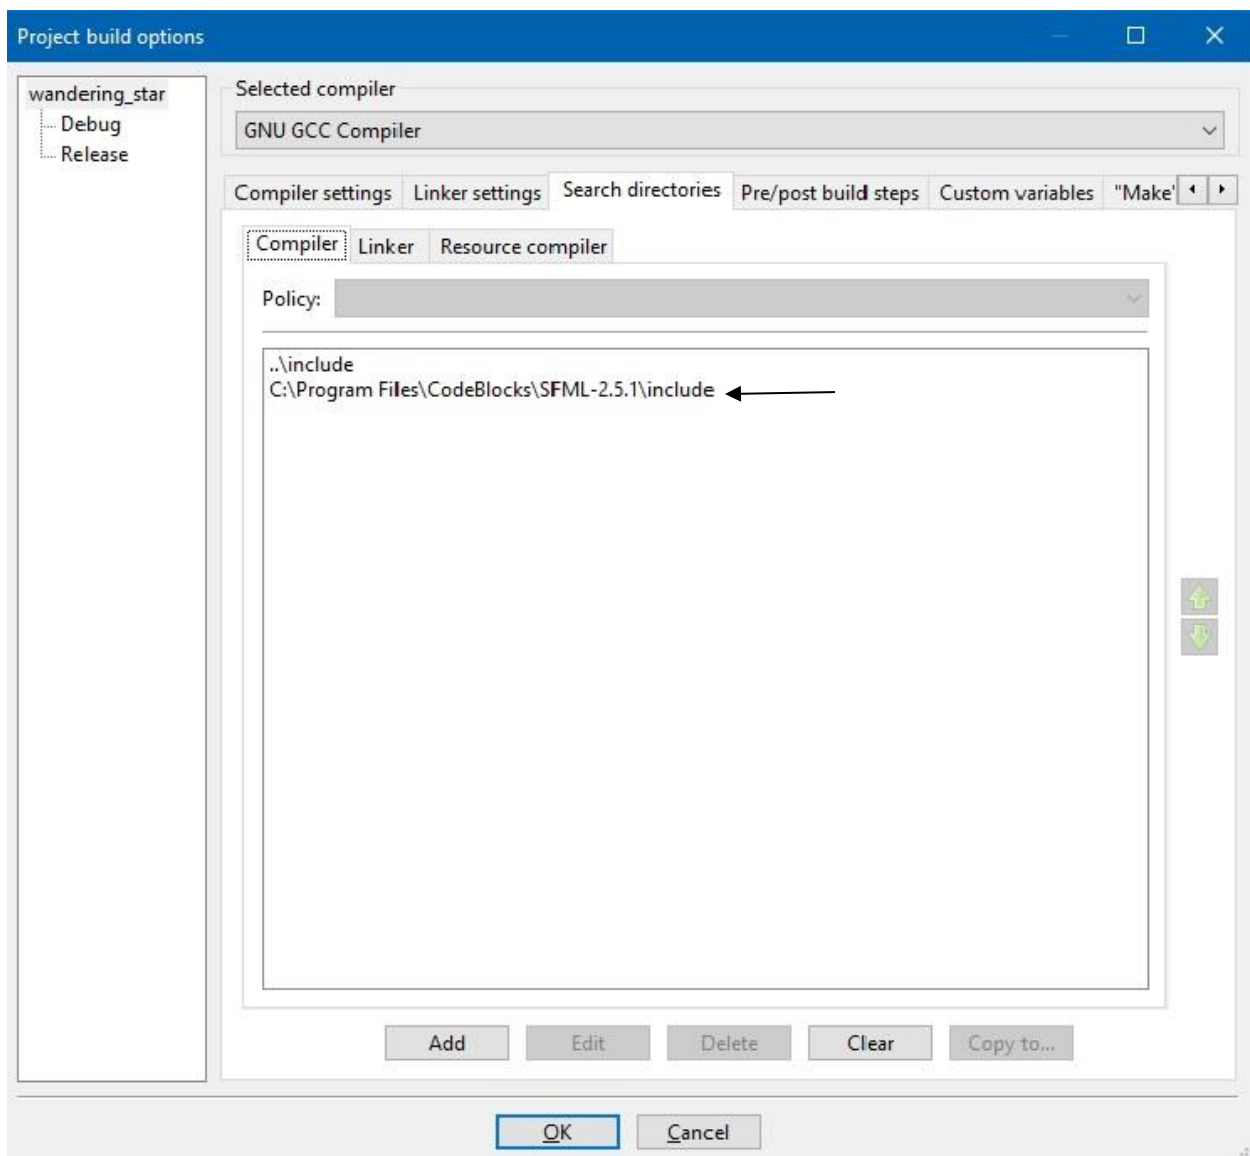 Project build options
wandering_star
Debug
Release
Selected compiler
GNU GCC Compiler
Compiler settings Linker settings Search directories Pre/post build steps Custom variables "Make"
Compiler Linker Resource compiler
Policy:
..\include
C:\Program Files\CodeBlocks\SFML-2.5.1\include
Add Edit Delete Clear Copy to...
OK Cancel